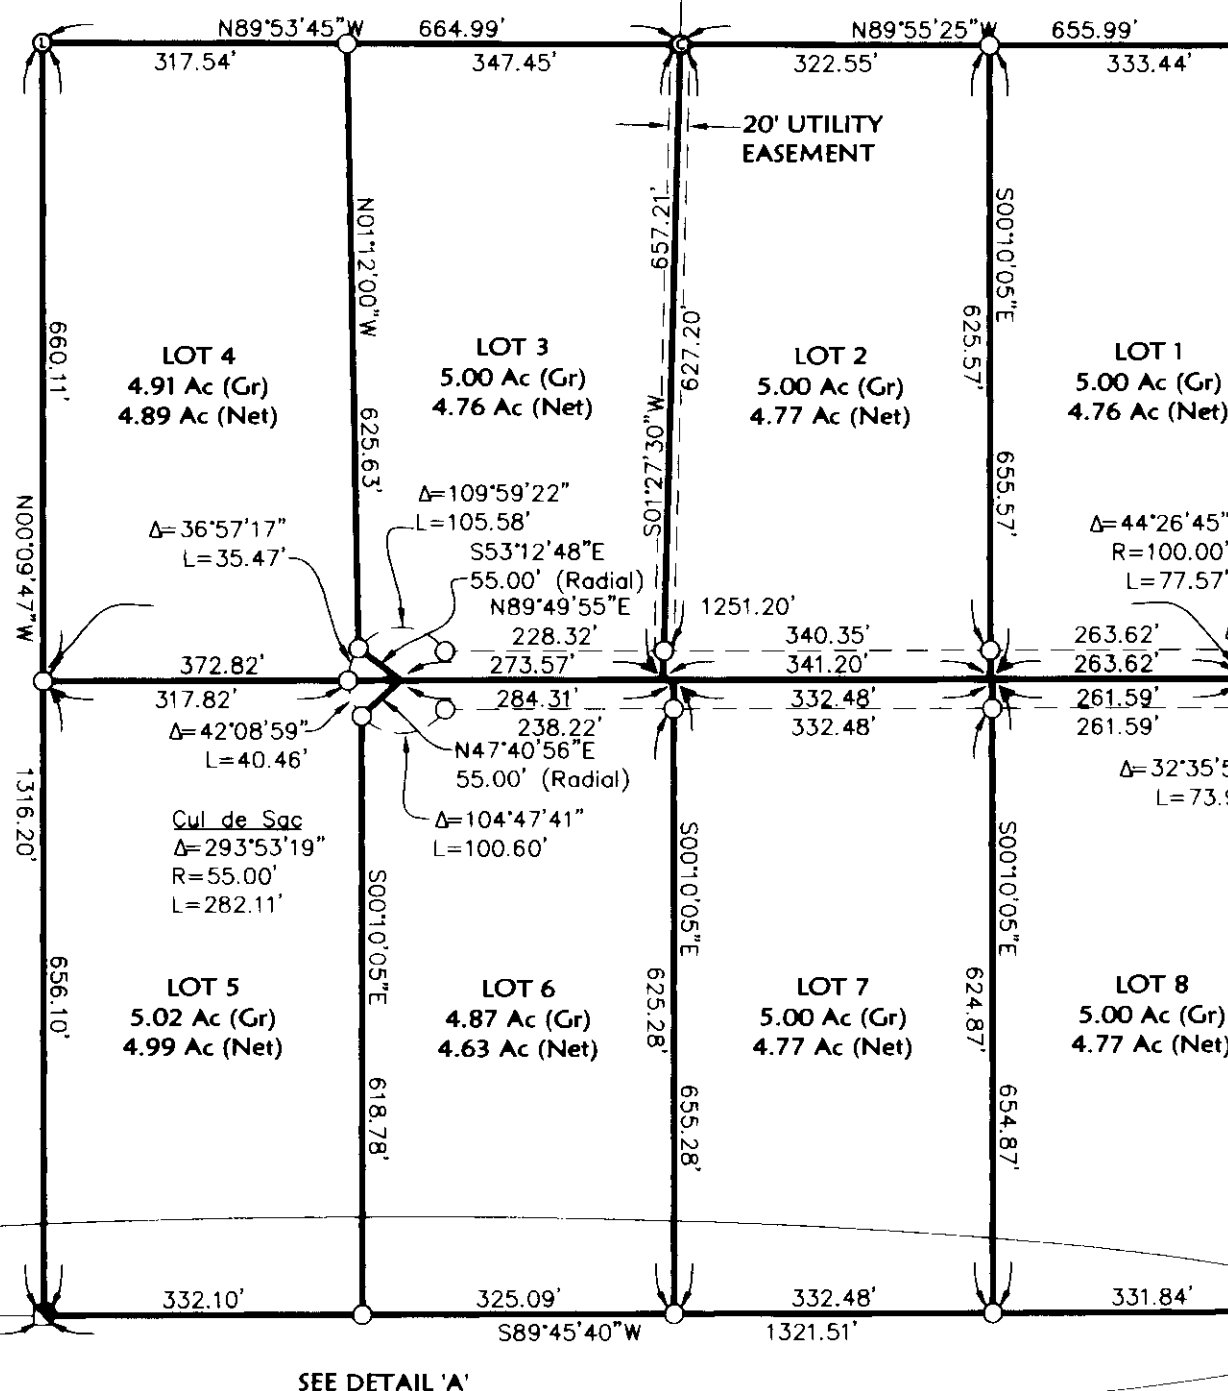 N89°53'45"W 664.99' N89°55'25"W 655.99'
317.54' 347.45' 322.55' 333.44'
20' UTILITY
EASEMENT
N01°12'00"W
657.21'
S00°10'05"E
660.11'
627.20'
625.57'
LOT 4
4.91 Ac (Gr)
4.89 Ac (Net)
LOT 3
5.00 Ac (Gr)
4.76 Ac (Net)
LOT 2
5.00 Ac (Gr)
4.77 Ac (Net)
LOT 1
5.00 Ac (Gr)
4.76 Ac (Net)
625.63'
S01°27'30"W
655.57'
N00°09'47"W
Δ=36°57'17"
L=35.47'
Δ=109°59'22"
L=105.58'
S53°12'48"E
55.00' (Radial)
N89°49'55"E 1251.20'
Δ=44°26'45"
R=100.00'
L=77.57'
228.32' 340.35' 263.62'
372.82' 273.57' 341.20' 263.62'
317.82' 284.31' 332.48' 261.59'
238.22' 332.48' 261.59'
Δ=42°08'59"
L=40.46'
N47°40'56"E
55.00' (Radial)
Δ=104°47'41"
L=100.60'
Δ=32°35'5
L=73.9
1316.20'
Cul de Sac
Δ=293°53'19"
R=55.00'
L=282.11'
S00°10'05"E
S00°10'05"E
S00°10'05"E
656.10'
625.28'
624.87'
LOT 5
5.02 Ac (Gr)
4.99 Ac (Net)
LOT 6
4.87 Ac (Gr)
4.63 Ac (Net)
LOT 7
5.00 Ac (Gr)
4.77 Ac (Net)
LOT 8
5.00 Ac (Gr)
4.77 Ac (Net)
618.78'
655.28'
654.87'
332.10' 325.09' 332.48' 331.84'
S89°45'40"W 1321.51'
SEE DETAIL 'A'